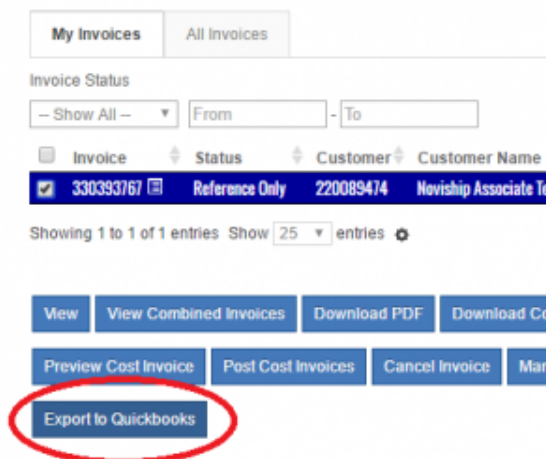 My Invoices All Invoices
Invoice Status
-- Show All -- From - To
Invoice Status Customer Customer Name
330393767 Reference Only 220089474 Noviship Associate
Showing 1 to 1 of 1 entries Show 25 entries
View View Combined Invoices Download PDF Download
Preview Cost Invoice Post Cost Invoices Cancel Invoice
Export to Quickbooks